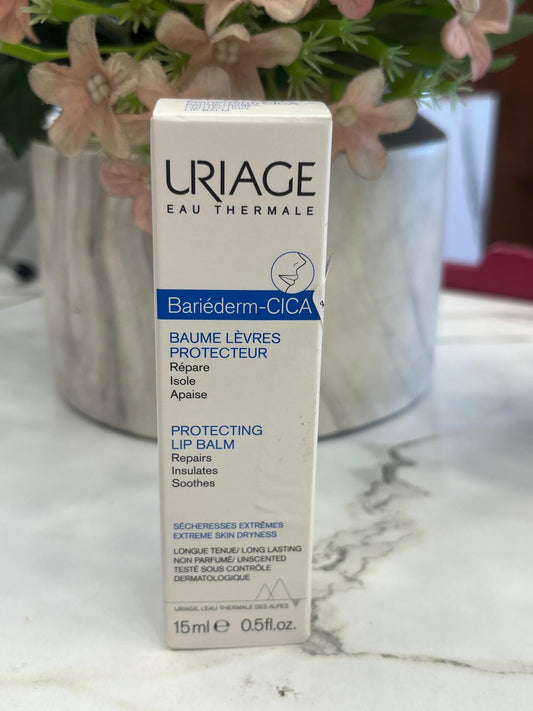 URIAGE
EAU THERMALE
Bariéderm-CICA
BAUME LÈVRES
PROTECTEUR
Répare
Isole
Apaise
PROTECTING
LIP BALM
Repairs
Insulates
Soothes
SÉCHERESSES EXTRÊMES
EXTREME SKIN DRYNESS
LONGUE TENUE/ LONG LASTING
NON PARFUMÉ/ UNSCENTED
TESTÉ SOUS CONTRÔLE
DERMATOLOGIQUE
URIAGE, L'EAU THERMALE DES ALPES
15 ml e 0.5fl.oz.